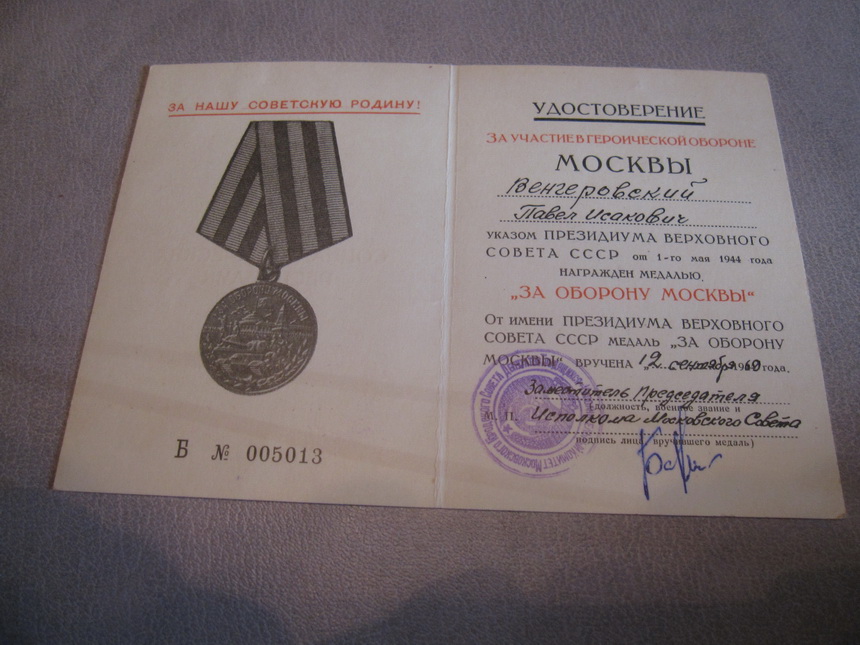 ЗА НАШУ СОВЕТСКУЮ РОДИНУ!
Б № 005013
УДОСТОВЕРЕНИЕ
ЗА УЧАСТИЕ В ГЕРОИЧЕСКОЙ ОБОРОНЕ
МОСКВЫ
Венгеровский
Павел Исакович
УКАЗОМ ПРЕЗИДИУМА ВЕРХОВНОГО
СОВЕТА СССР от 1-го мая 1944 года
НАГРАЖДЕН МЕДАЛЬЮ
„ЗА ОБОРОНУ МОСКВЫ“
От имени ПРЕЗИДИУМА ВЕРХОВНОГО
СОВЕТА СССР МЕДАЛЬ „ЗА ОБОРОНУ
МОСКВЫ“ ВРУЧЕНА 12 сентября 1960 года.
Заместитель Председателя
(должность, военное звание и
М. П. Исполкома Московского Совета
подпись лица, вручившего медаль)